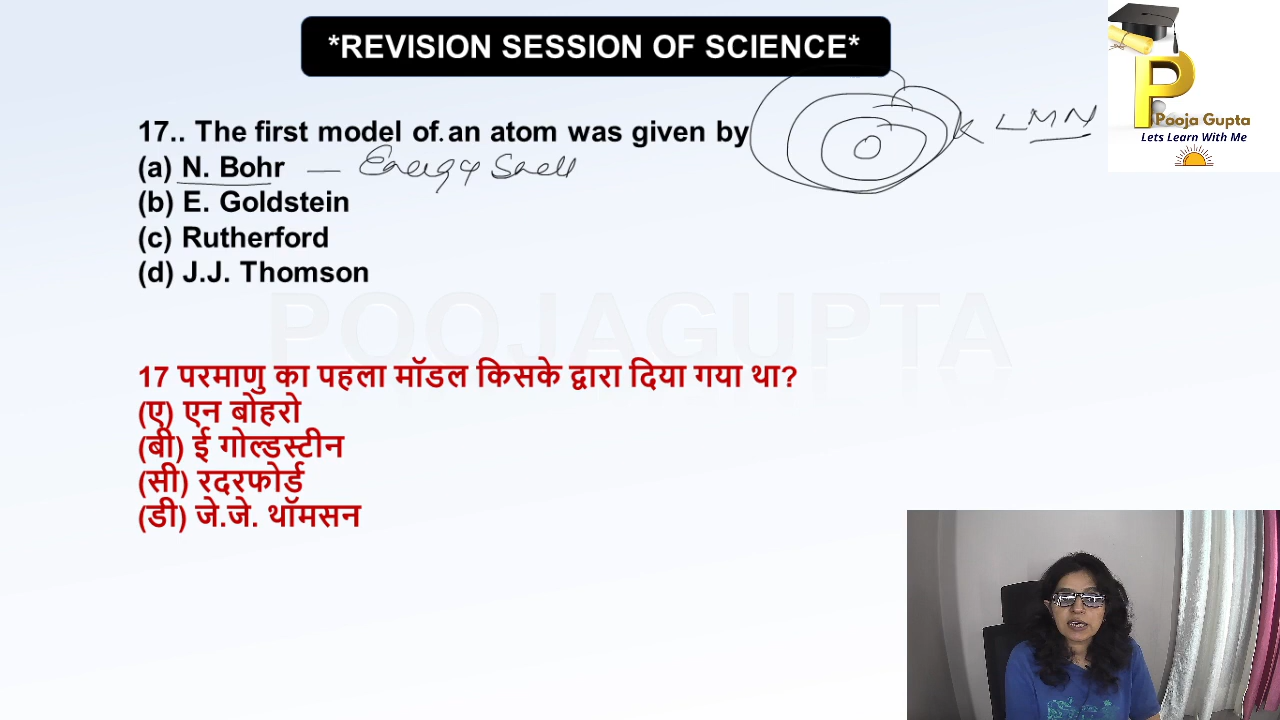 *REVISION SESSION OF SCIENCE*
P
Pooja Gupta
Lets Learn With Me
17.. The first model of.an atom was given by
K L M N
(a) N. Bohr — Energy Shell
(b) E. Goldstein
(c) Rutherford
(d) J.J. Thomson
POOJAGUPTA
17 परमाणु का पहला मॉडल किसके द्वारा दिया गया था?
(ए) एन बोहरो
(बी) ई गोल्डस्टीन
(सी) रदरफोर्ड
(डी) जे.जे. थॉमसन